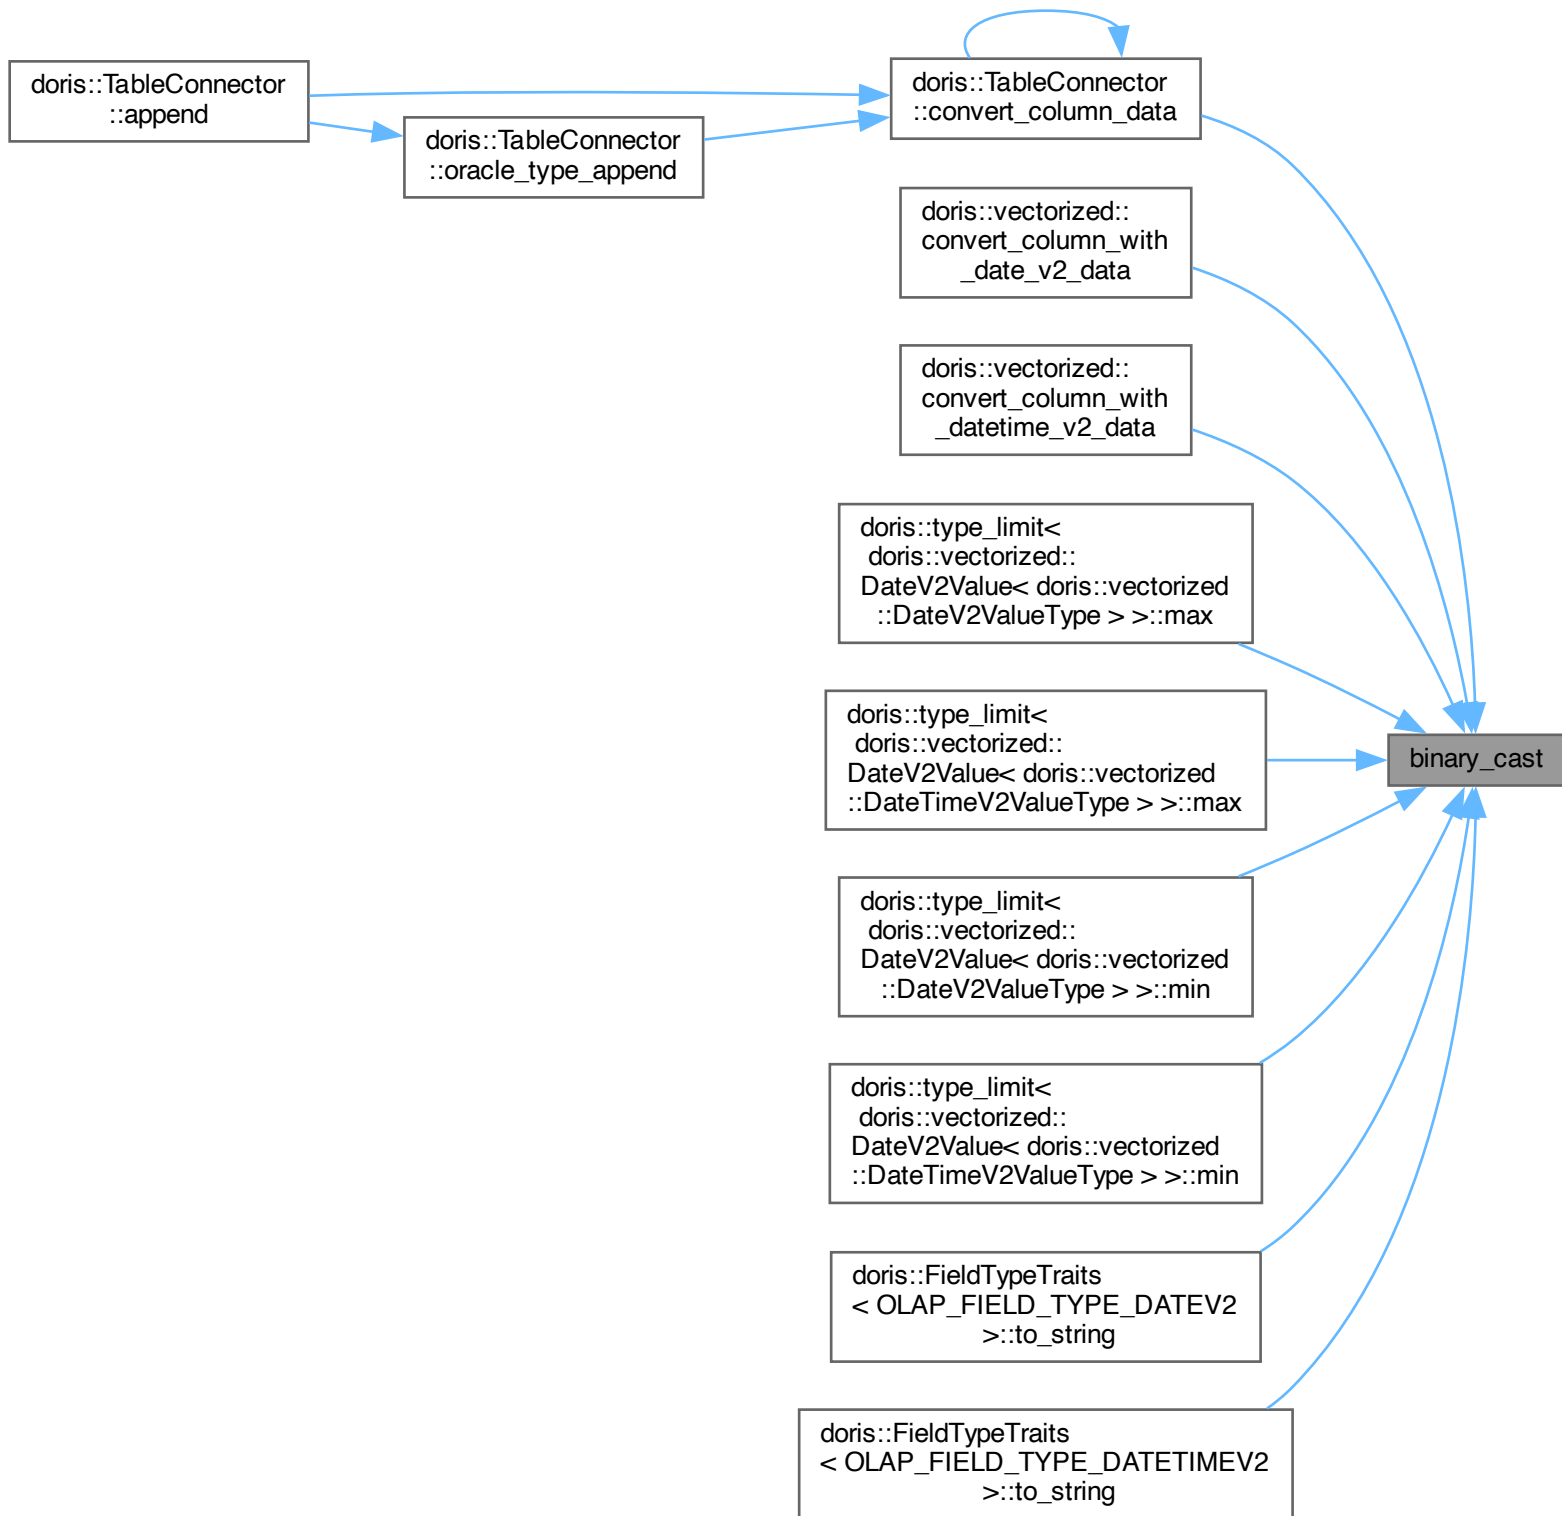 doris::TableConnector
::append
doris::TableConnector
::oracle_type_append
doris::TableConnector
::convert_column_data
doris::vectorized::
convert_column_with
_date_v2_data
doris::vectorized::
convert_column_with
_datetime_v2_data
doris::type_limit<
doris::vectorized::
DateV2Value< doris::vectorized
::DateV2ValueType > >::max
doris::type_limit<
doris::vectorized::
DateV2Value< doris::vectorized
::DateTimeV2ValueType > >::max
binary_cast
doris::type_limit<
doris::vectorized::
DateV2Value< doris::vectorized
::DateV2ValueType > >::min
doris::type_limit<
doris::vectorized::
DateV2Value< doris::vectorized
::DateTimeV2ValueType > >::min
doris::FieldTypeTraits
< OLAP_FIELD_TYPE_DATEV2
>::to_string
doris::FieldTypeTraits
< OLAP_FIELD_TYPE_DATETIMEV2
>::to_string